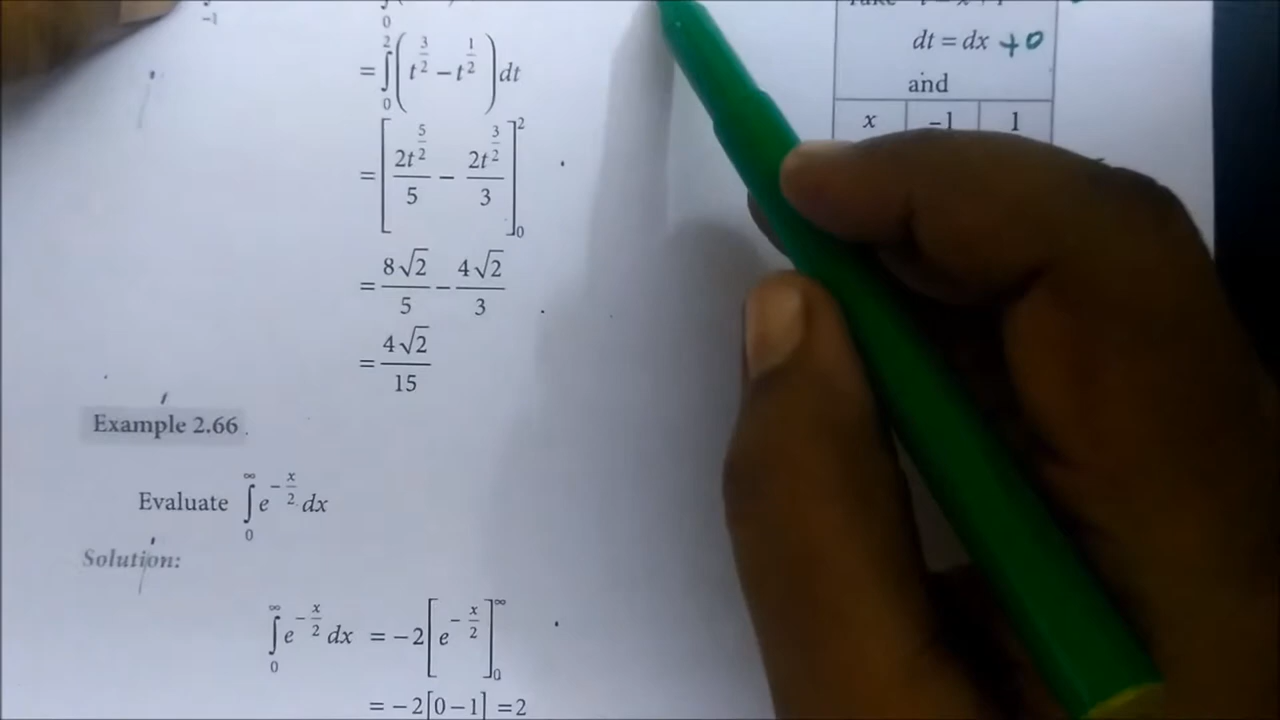 -1
0
= ∫₀² (t^{3/2} − t^{1/2}) dt
= [2t^{5/2}/5 − 2t^{3/2}/3]₀²
= 8√2/5 − 4√2/3
= 4√2/15
dt = dx +0
and
x | −1 | 1
Example 2.66
Evaluate ∫₀^∞ e^{−x/2} dx
Solution:
∫₀^∞ e^{−x/2} dx = −2[e^{−x/2}]₀^∞
= −2[0−1] =2